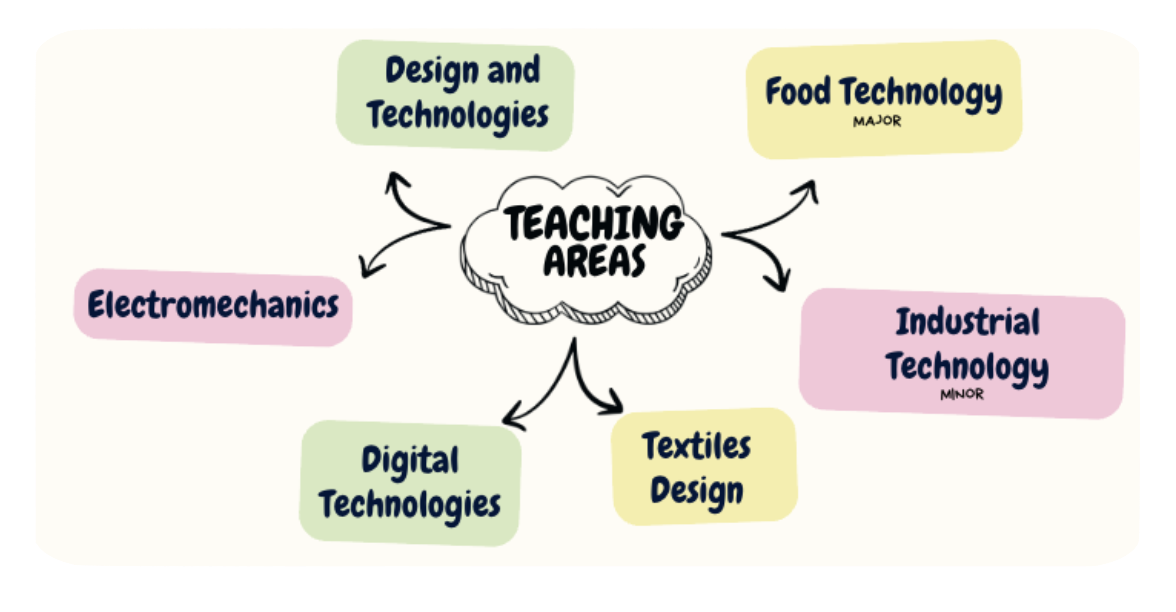 Design and
Technologies
Food Technology
MAJOR
TEACHING
AREAS
Electromechanics
Industrial
Technology
MINOR
Digital
Technologies
Textiles
Design